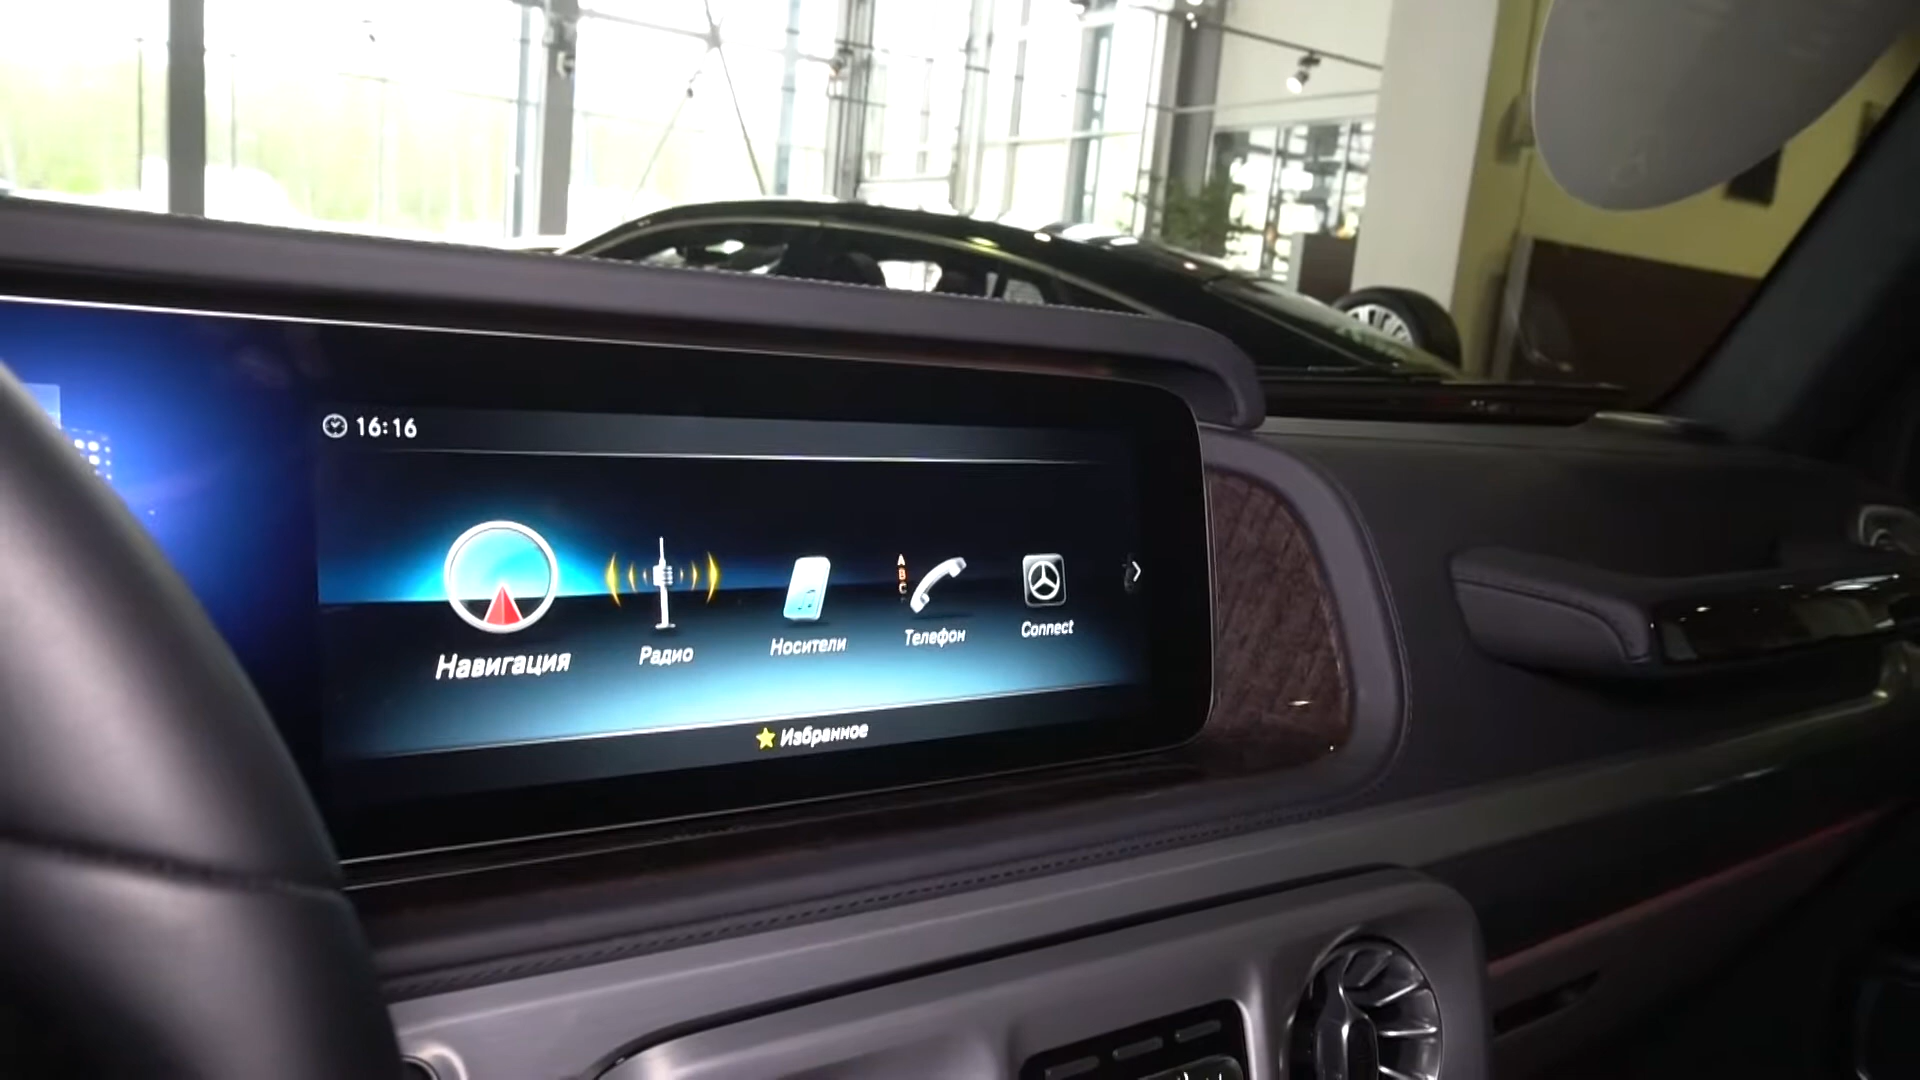 16:16
Навигация
Радио
Носители
A
B
C
Телефон
Connect
Избранное